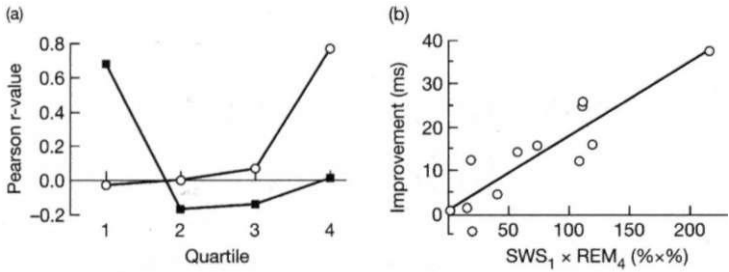 (a)
Pearson r-value
0.8
0.6
0.4
0.2
0.0
−0.2
1 2 3 4
Quartile
(b)
Improvement (ms)
40
30
20
10
0
50 100 150 200
SWS₁ × REM₄ (%×%)